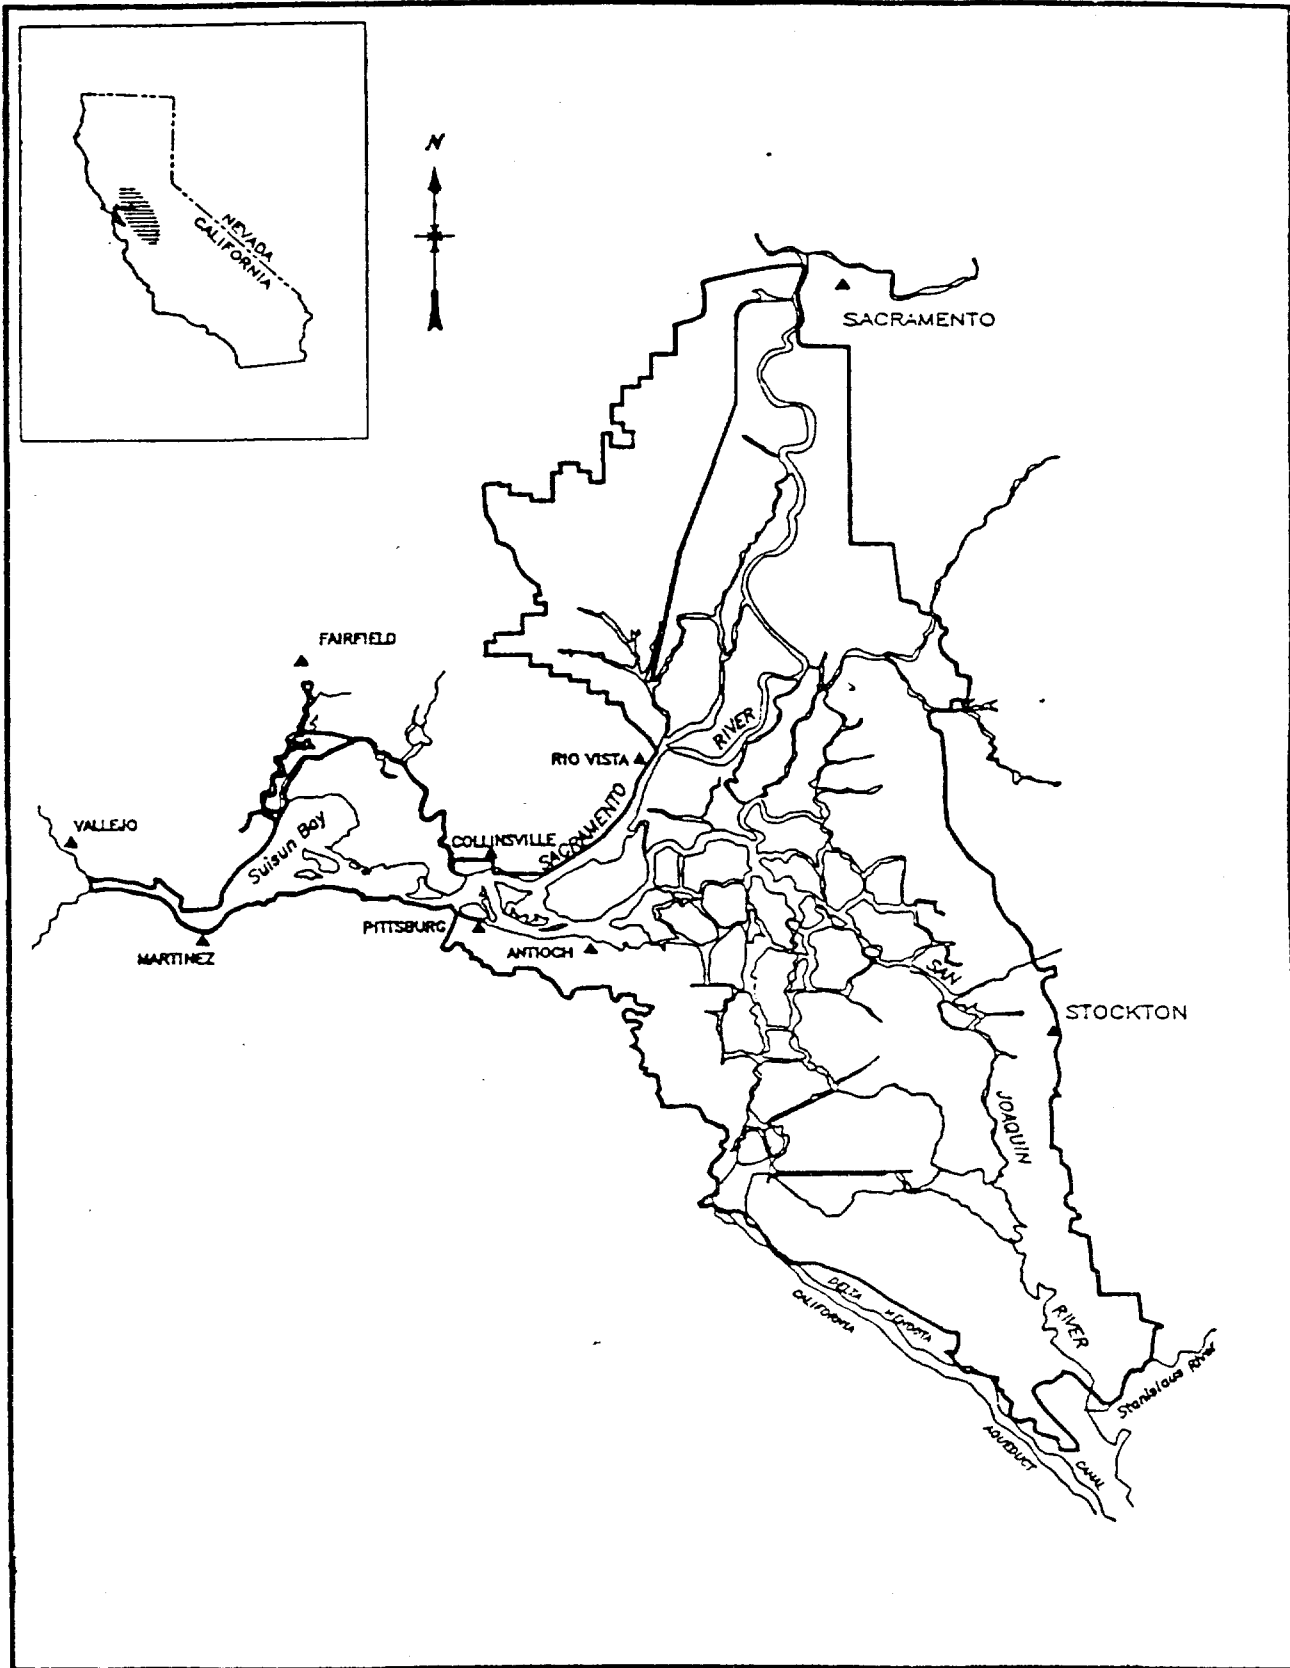 N
NEVADA
CALIFORNIA
SACRAMENTO
FAIRFIELD
RIVER
RIO VISTA
SACRAMENTO
VALLEJO
Suisun Bay
COLLINSVILLE
PITTSBURG
ANTIOCH
MARTINEZ
SAN
STOCKTON
JOAQUIN
DELTA MENDOTA
CALIFORNIA
RIVER
Stanislaus River
AQUEDUCT
CANAL